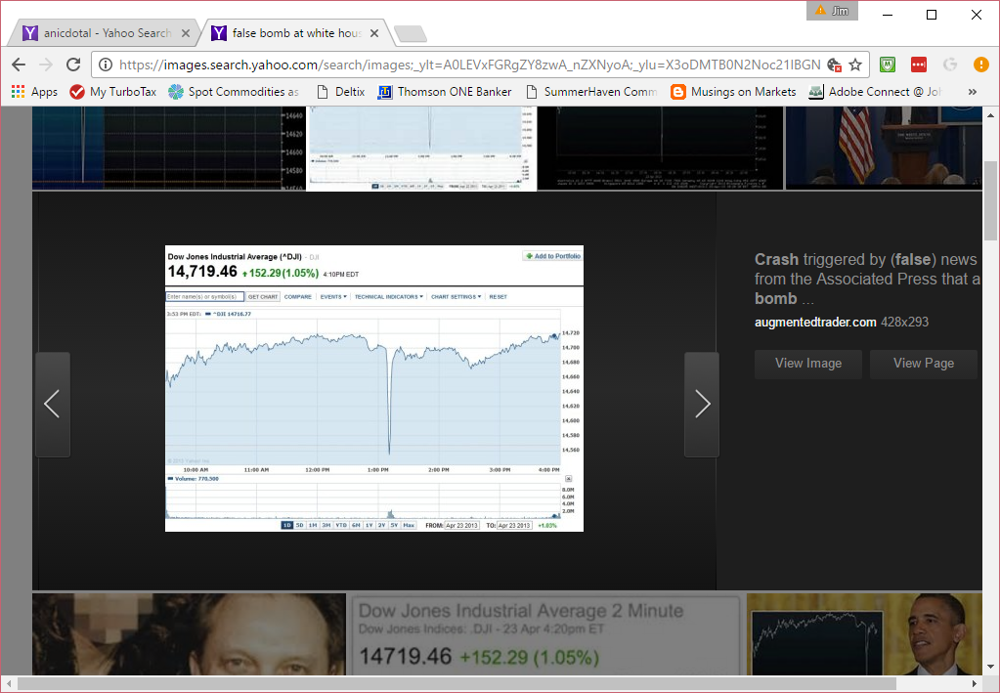 Jim
anicdotal - Yahoo Search
false bomb at white hous
https://images.search.yahoo.com/search/images;_ylt=A0LEVxFGRgZY8zwA_nZXNyoA;_ylu=X3oDMTB0N2Noc21lBGN
Apps
My TurboTax
Spot Commodities as
Deltix
Thomson ONE Banker
SummerHaven Comm
Musings on Markets
Adobe Connect @ Joh
»
14640
14620
14600
14580
14560
Dow Jones Industrial Average (^DJI) - DJI
Add to Portfolio
14,719.46 152.29(1.05%) 4:10PM EDT
Enter name(s) or symbol(s) GET CHART COMPARE EVENTS TECHNICAL INDICATORS CHART SETTINGS RESET
3:53 PM EDT: ^DJI 14716.77
14,720
14,700
14,680
14,660
14,640
14,620
14,600
14,580
14,560
10:00 AM 11:00 AM 12:00 PM 1:00 PM 2:00 PM 3:00 PM 4:00 PM
Volume: 770,500
8.0M
6.0M
4.0M
2.0M
1D 5D 1M 3M YTD 6M 1Y 2Y 5Y Max FROM: Apr 23 2013 TO: Apr 23 2013 +1.03%
Crash triggered by (false) news
from the Associated Press that a
bomb ...
augmentedtrader.com 428x293
View Image
View Page
Dow Jones Industrial Average 2 Minute
Dow Jones Indices: .DJI - 23 Apr 4:20pm ET
14719.46 +152.29 (1.05%)